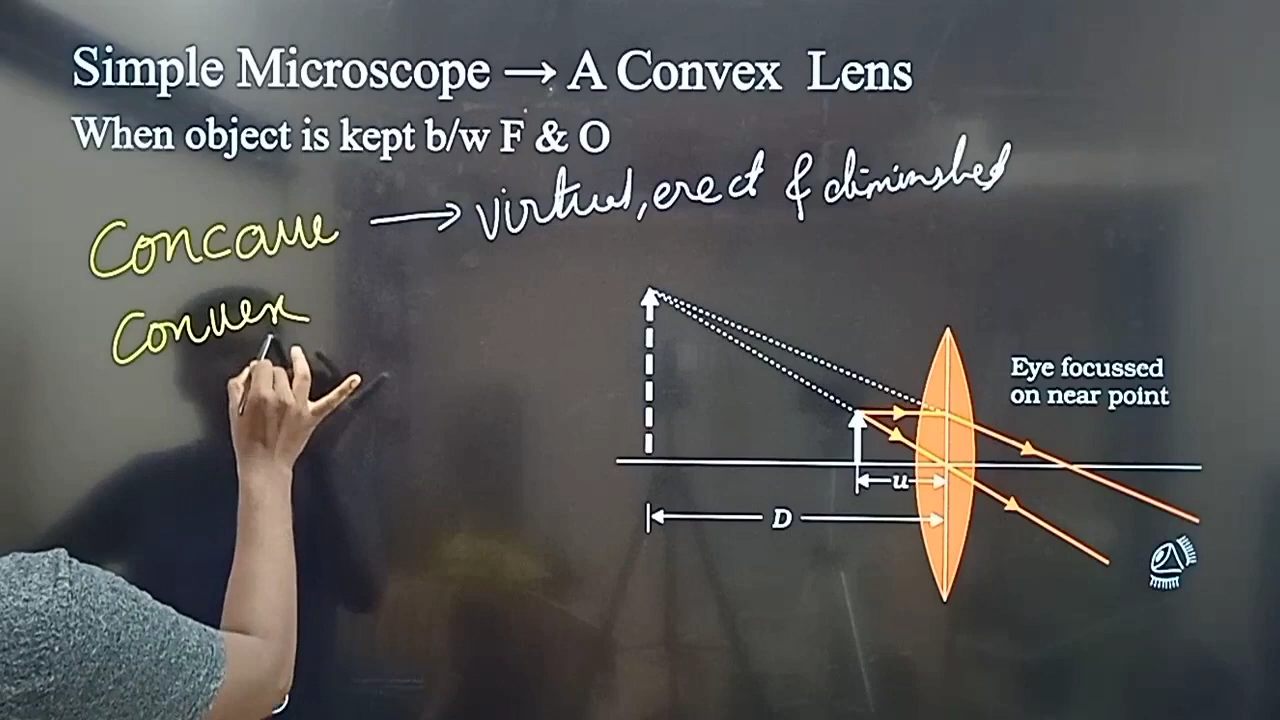 Simple Microscope → A Convex Lens
When object is kept b/w F & O
Concave → virtual, erect & diminished
Convex
Eye focussed
on near point
u
D